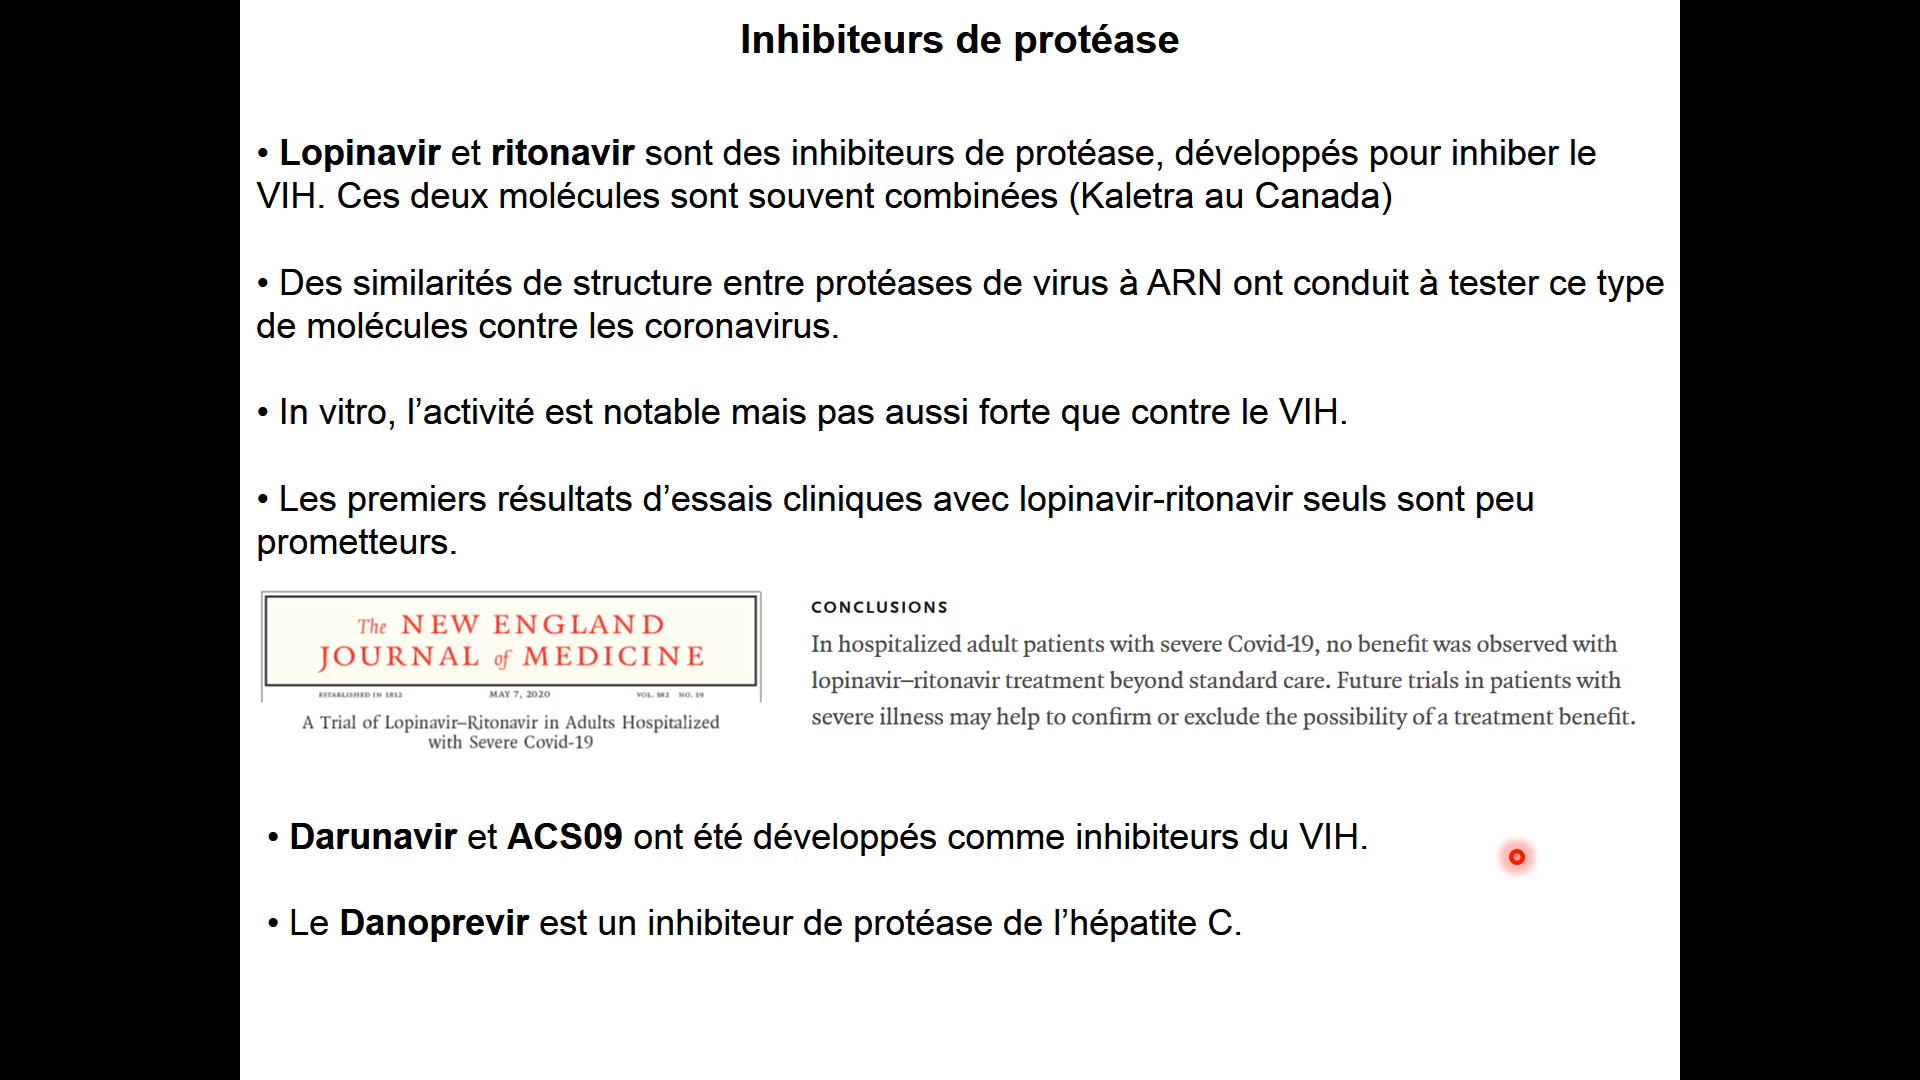 Inhibiteurs de protéase
• Lopinavir et ritonavir sont des inhibiteurs de protéase, développés pour inhiber le
VIH. Ces deux molécules sont souvent combinées (Kaletra au Canada)
• Des similarités de structure entre protéases de virus à ARN ont conduit à tester ce type
de molécules contre les coronavirus.
• In vitro, l’activité est notable mais pas aussi forte que contre le VIH.
• Les premiers résultats d’essais cliniques avec lopinavir-ritonavir seuls sont peu
prometteurs.
The NEW ENGLAND
JOURNAL of MEDICINE
ESTABLISHED IN 1812 MAY 7, 2020 VOL. 382 NO. 19
A Trial of Lopinavir–Ritonavir in Adults Hospitalized
with Severe Covid-19
CONCLUSIONS
In hospitalized adult patients with severe Covid-19, no benefit was observed with
lopinavir–ritonavir treatment beyond standard care. Future trials in patients with
severe illness may help to confirm or exclude the possibility of a treatment benefit.
• Darunavir et ACS09 ont été développés comme inhibiteurs du VIH.
• Le Danoprevir est un inhibiteur de protéase de l’hépatite C.